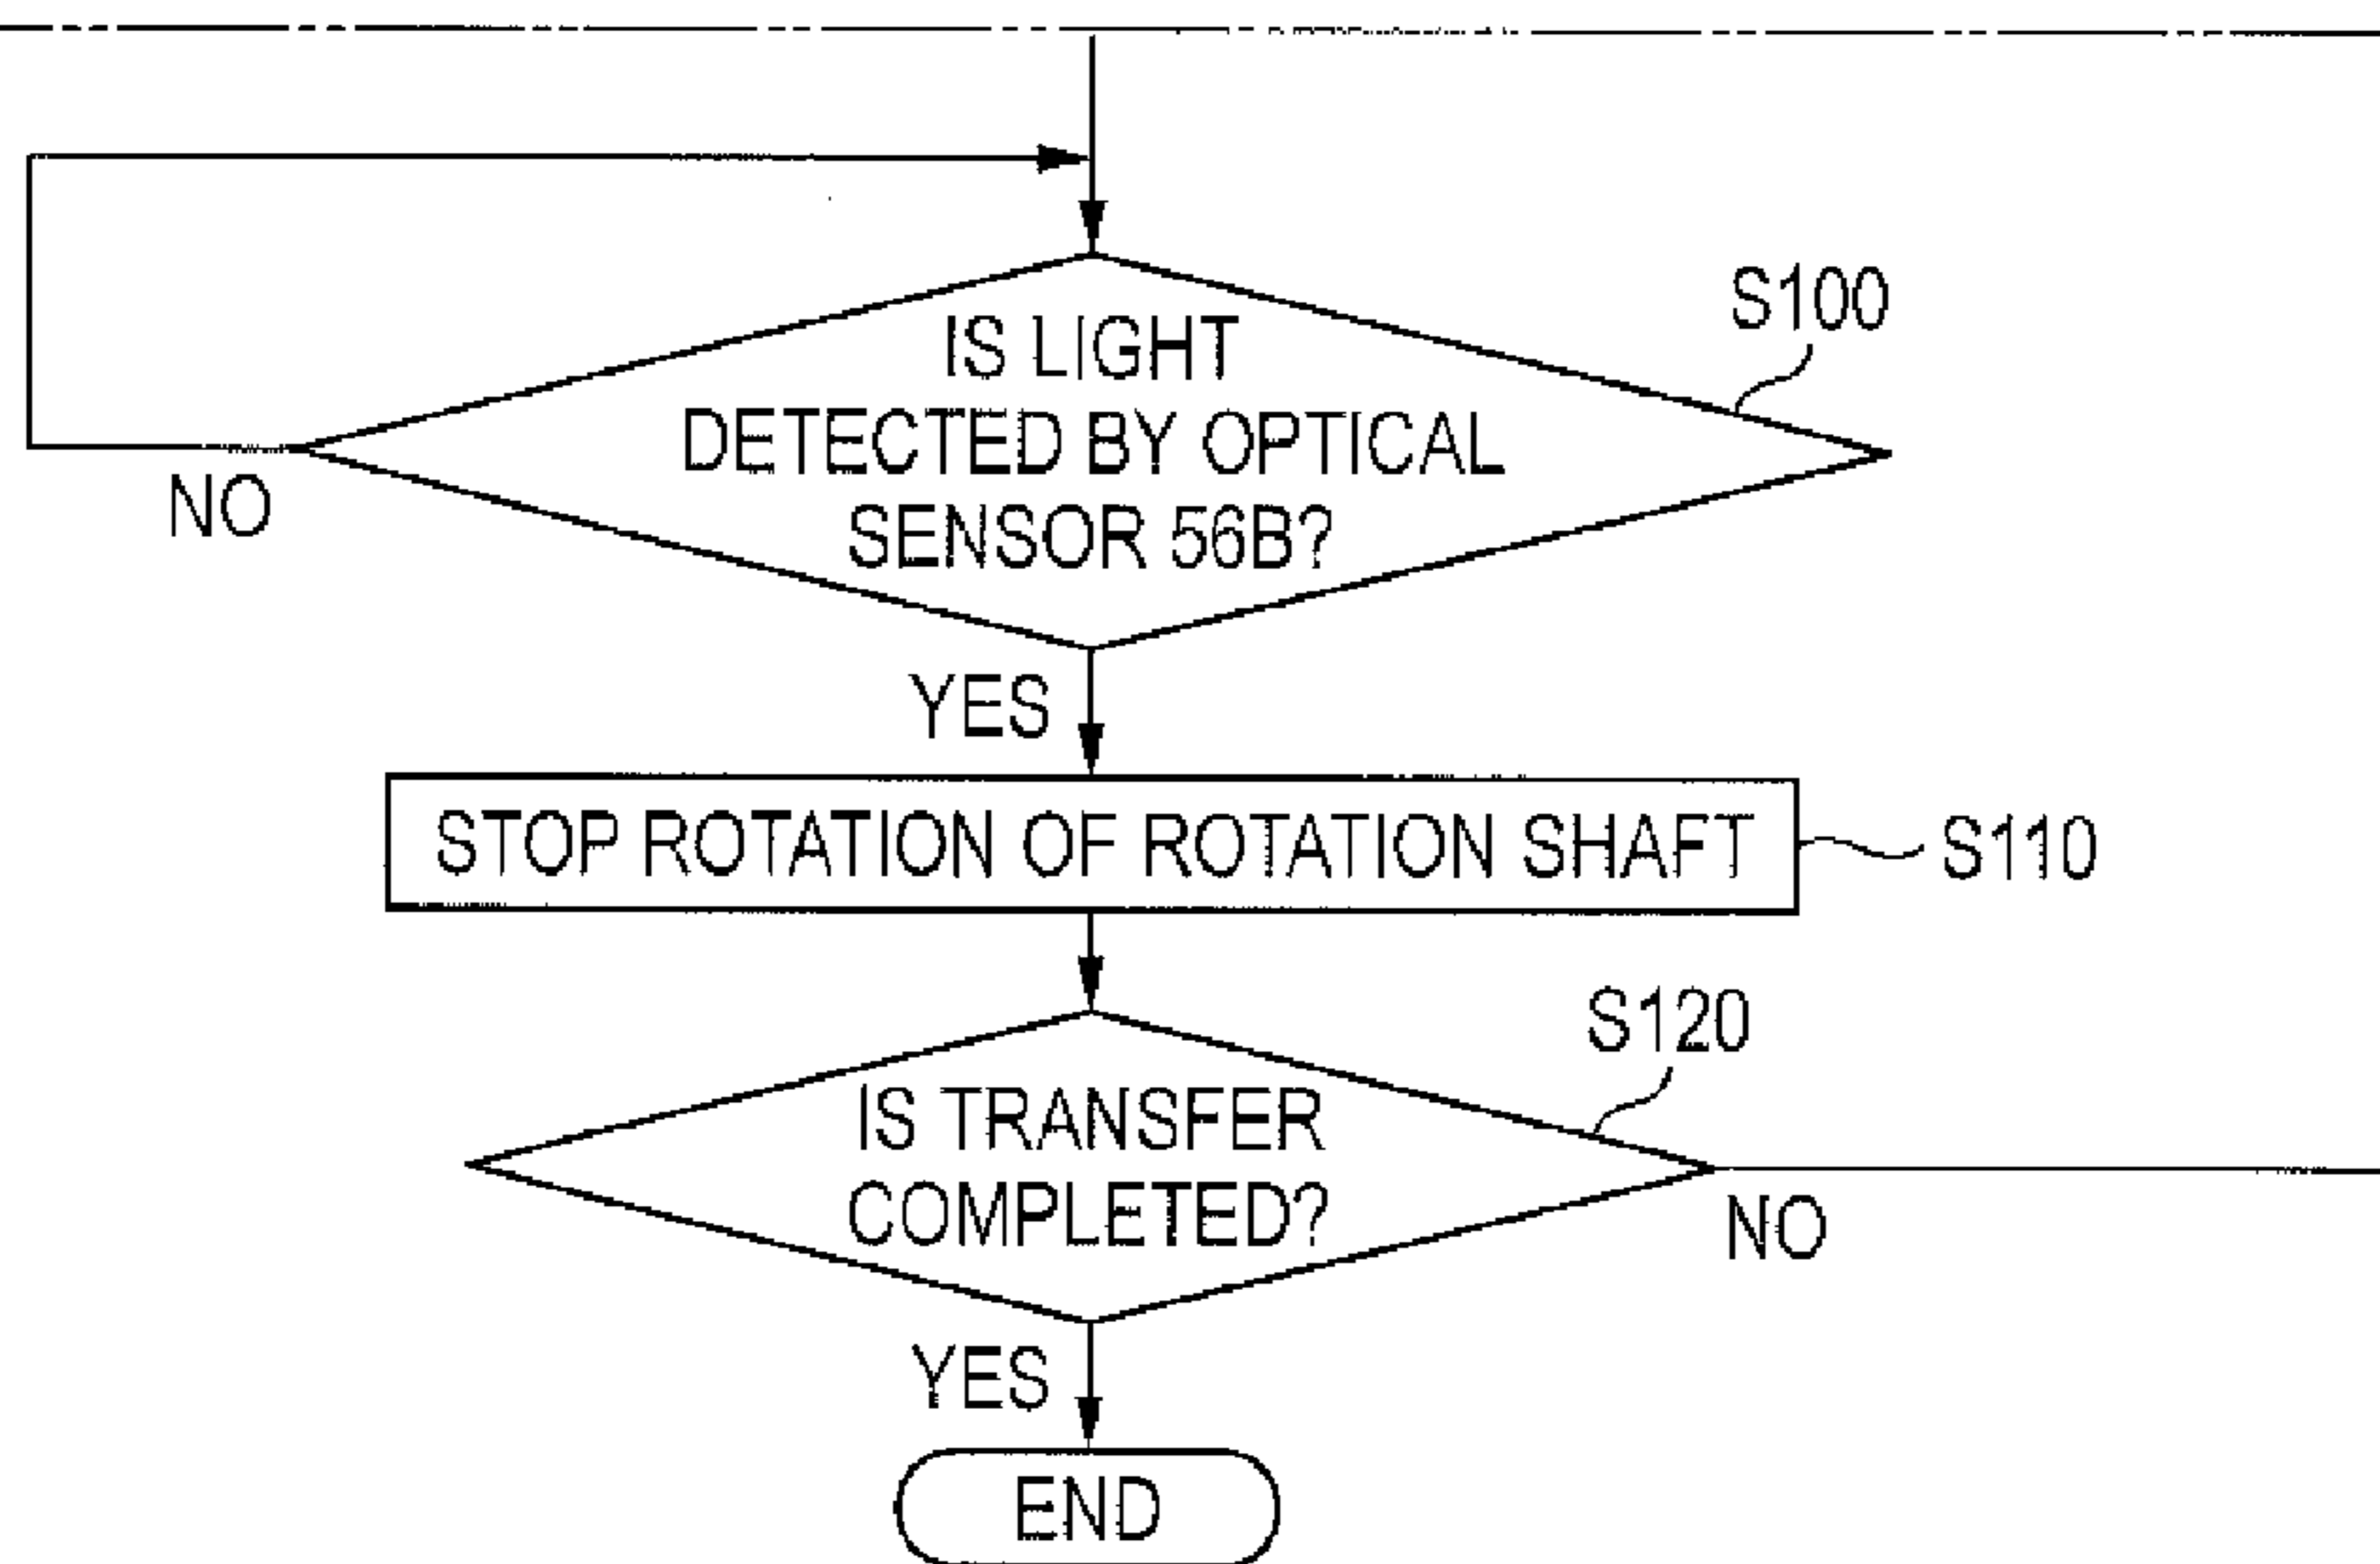 S100
IS LIGHT
DETECTED BY OPTICAL
SENSOR 56B?
NO
YES
STOP ROTATION OF ROTATION SHAFT
S110
S120
IS TRANSFER
COMPLETED?
NO
YES
END